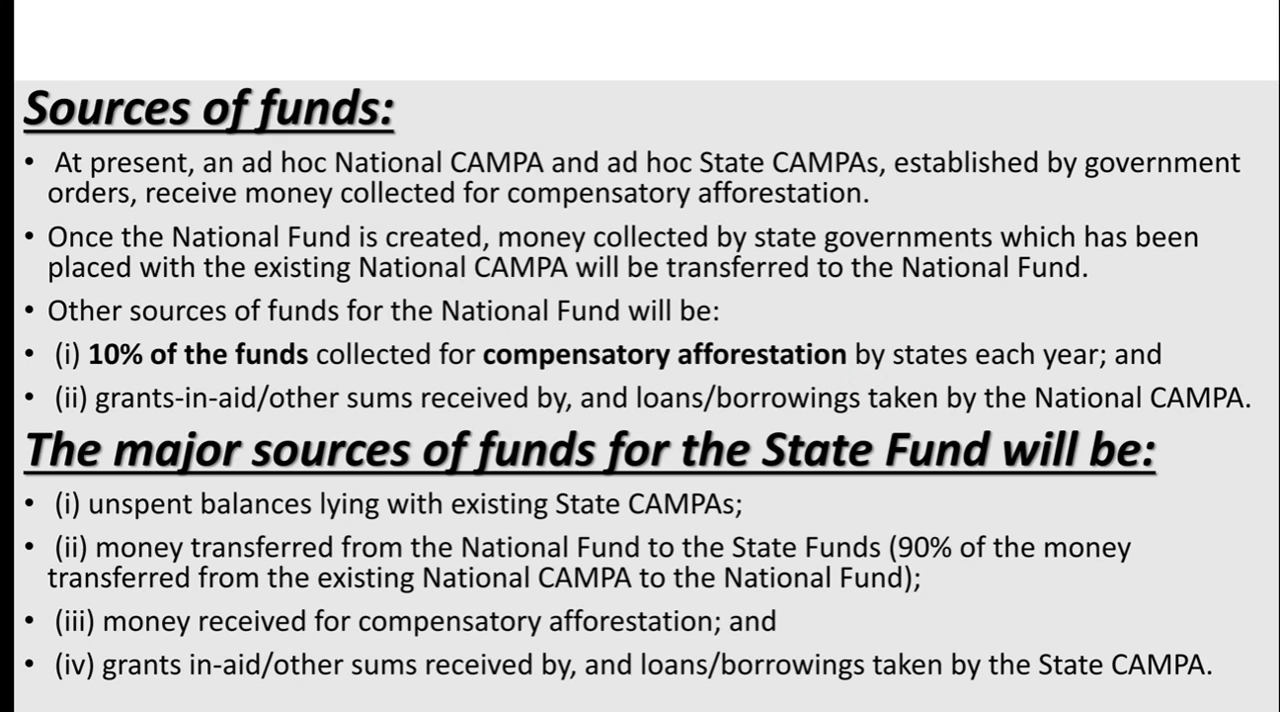 Sources of funds:
• At present, an ad hoc National CAMPA and ad hoc State CAMPAs, established by government
orders, receive money collected for compensatory afforestation.
• Once the National Fund is created, money collected by state governments which has been
placed with the existing National CAMPA will be transferred to the National Fund.
• Other sources of funds for the National Fund will be:
• (i) 10% of the funds collected for compensatory afforestation by states each year; and
• (ii) grants-in-aid/other sums received by, and loans/borrowings taken by the National CAMPA.
The major sources of funds for the State Fund will be:
• (i) unspent balances lying with existing State CAMPAs;
• (ii) money transferred from the National Fund to the State Funds (90% of the money
transferred from the existing National CAMPA to the National Fund);
• (iii) money received for compensatory afforestation; and
• (iv) grants in-aid/other sums received by, and loans/borrowings taken by the State CAMPA.